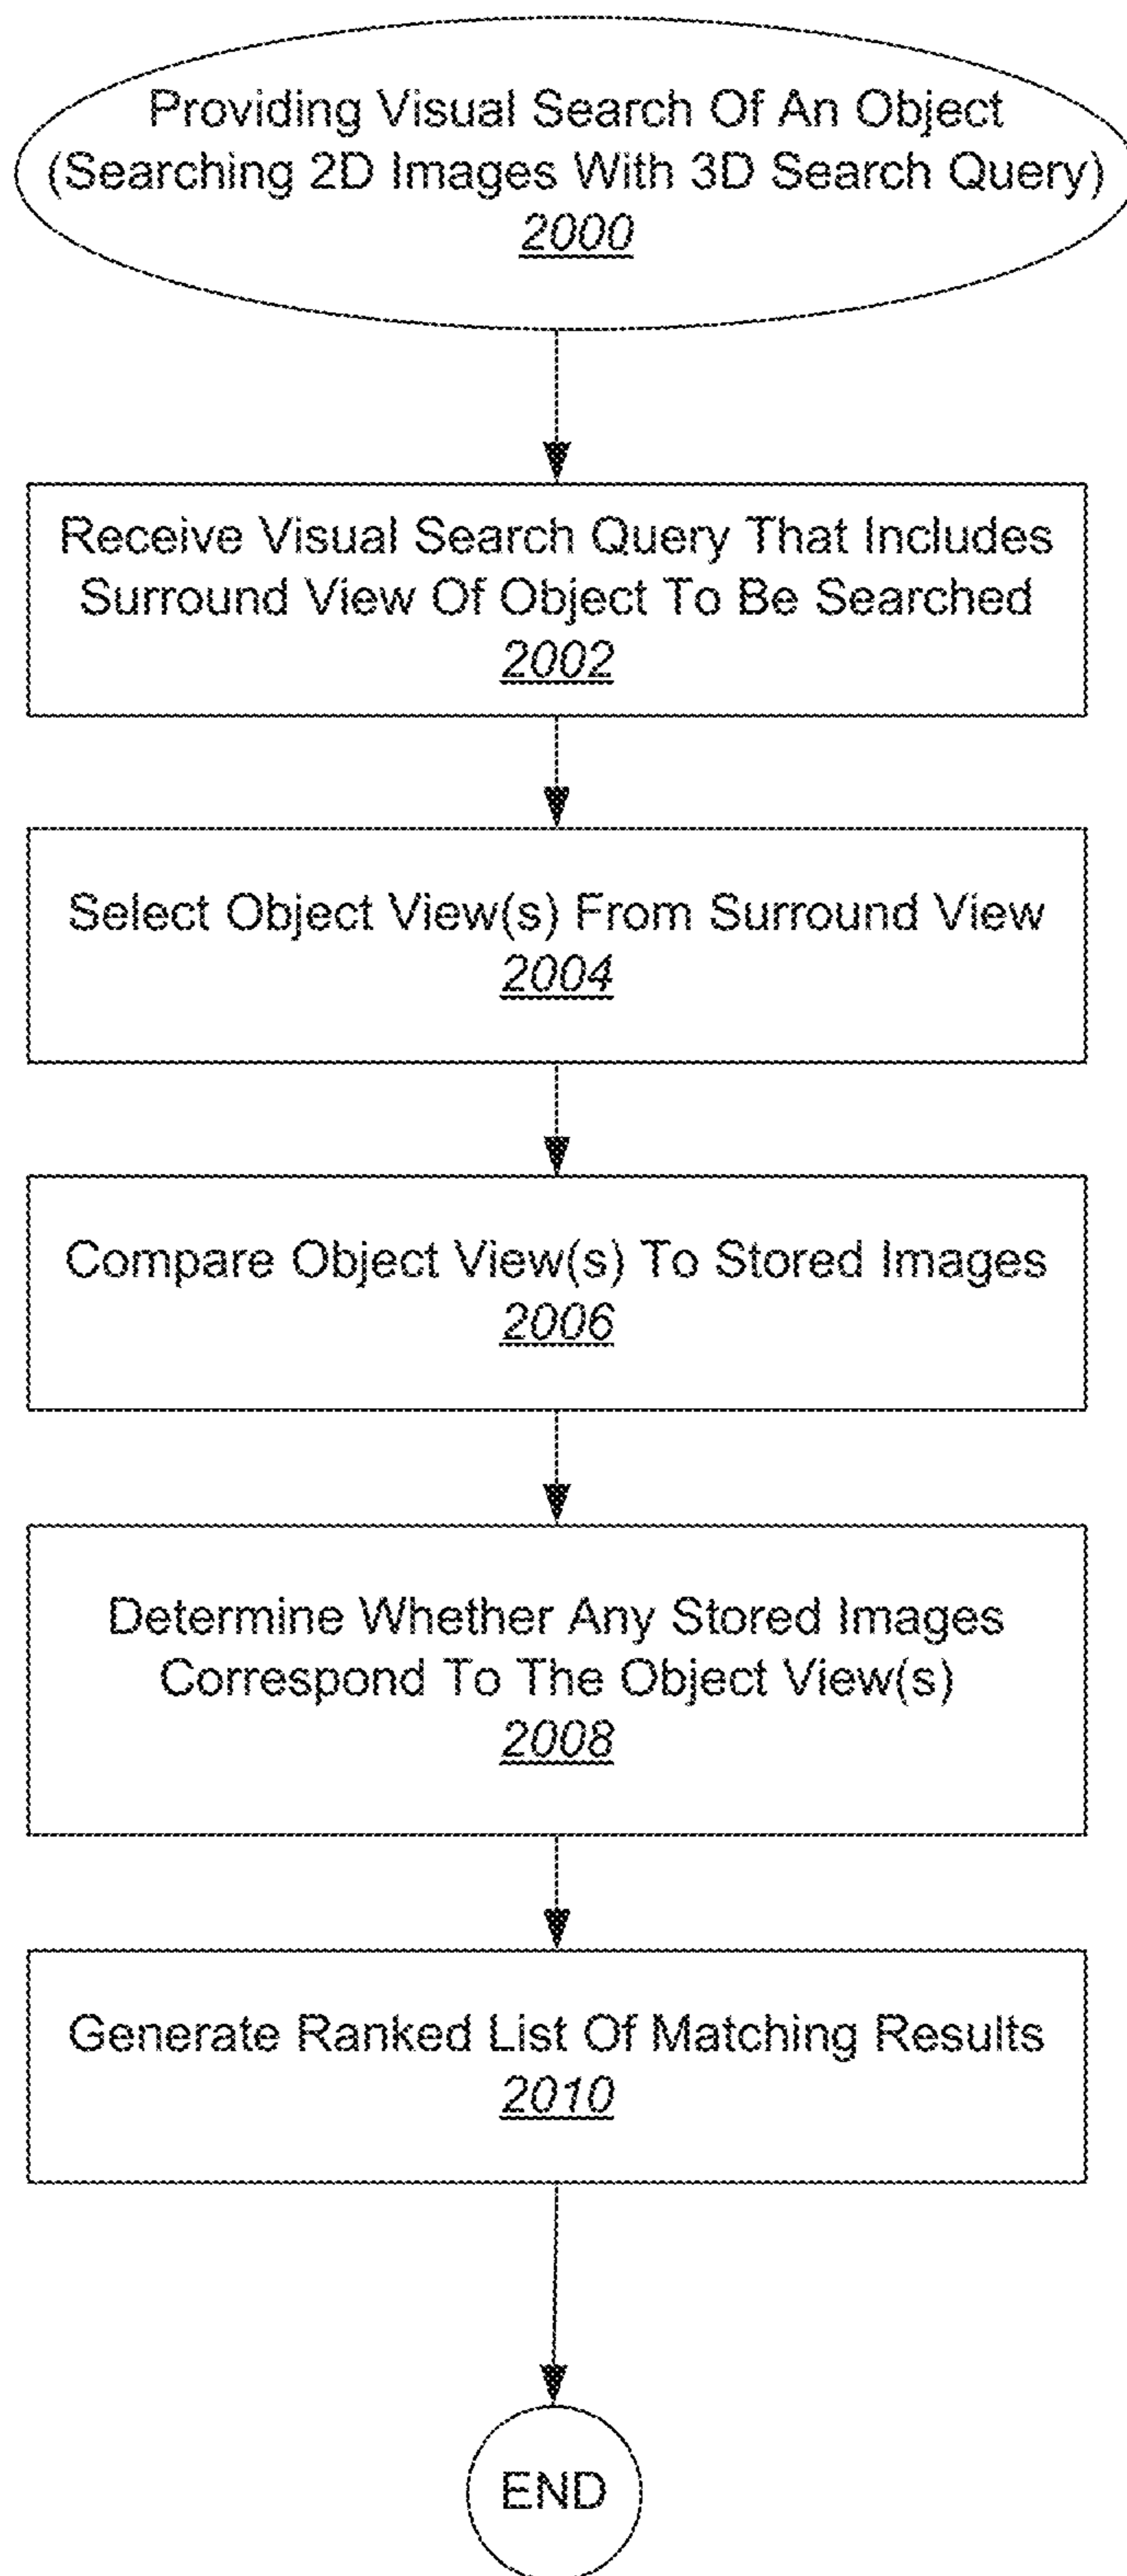 Providing Visual Search Of An Object
(Searching 2D Images With 3D Search Query)
2000
Receive Visual Search Query That Includes
Surround View Of Object To Be Searched
2002
Select Object View(s) From Surround View
2004
Compare Object View(s) To Stored Images
2006
Determine Whether Any Stored Images
Correspond To The Object View(s)
2008
Generate Ranked List Of Matching Results
2010
END